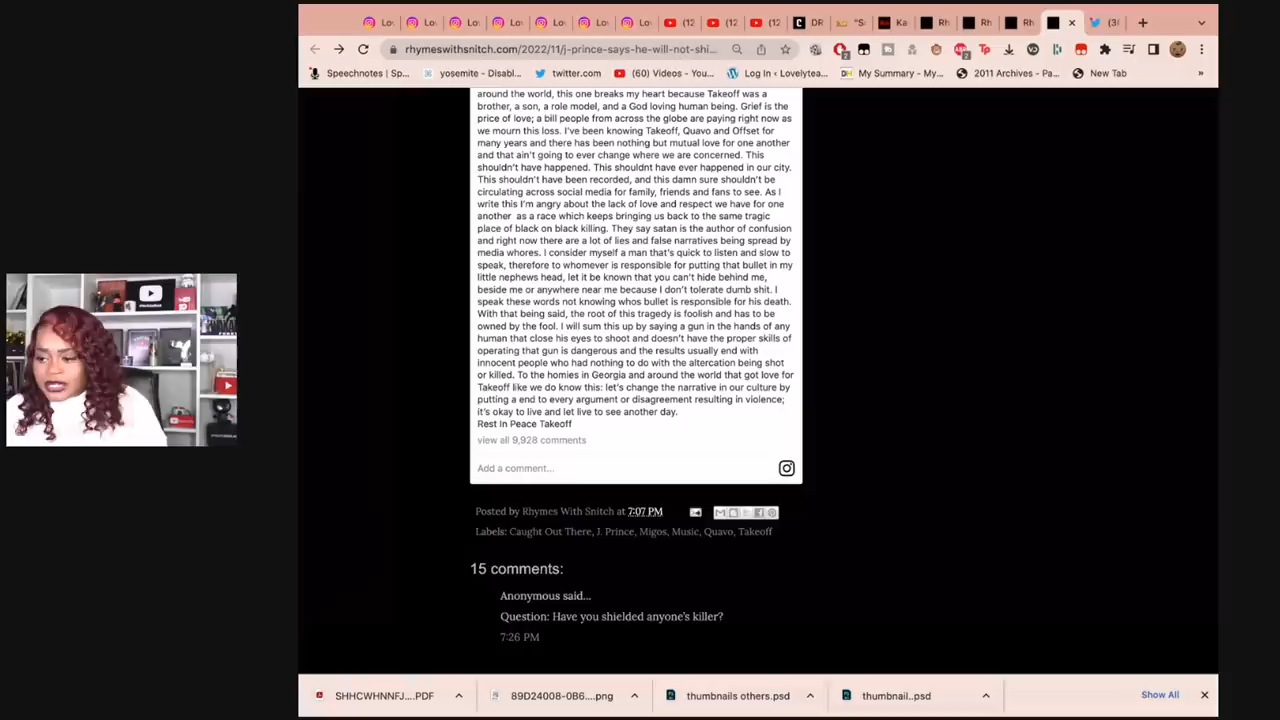 Lov
Lov
Lov
Lov
Lov
Lov
Lov
(12
(12
(12
DR
"S
Ka
Rh
Rh
Rh
(3(
rhymeswithsnitch.com/2022/11/j-prince-says-he-will-not-shi...
Speechnotes | Sp...
yosemite - Disabl...
twitter.com
(60) Videos - You...
Log In ‹ Lovelytea...
My Summary - My...
2011 Archives - Pa...
New Tab
»
around the world, this one breaks my heart because Takeoff was a
brother, a son, a role model, and a God loving human being. Grief is the
price of love; a bill people from across the globe are paying right now as
we mourn this loss. I've been knowing Takeoff, Quavo and Offset for
many years and there has been nothing but mutual love for one another
and that ain't going to ever change where we are concerned. This
shouldn't have happened. This shouldnt have ever happened in our city.
This shouldn't have been recorded, and this damn sure shouldn't be
circulating across social media for family, friends and fans to see. As I
write this I'm angry about the lack of love and respect we have for one
another as a race which keeps bringing us back to the same tragic
place of black on black killing. They say satan is the author of confusion
and right now there are a lot of lies and false narratives being spread by
media whores. I consider myself a man that's quick to listen and slow to
speak, therefore to whomever is responsible for putting that bullet in my
little nephews head, let it be known that you can't hide behind me,
beside me or anywhere near me because I don't tolerate dumb shit. I
speak these words not knowing whos bullet is responsible for his death.
With that being said, the root of this tragedy is foolish and has to be
owned by the fool. I will sum this up by saying a gun in the hands of any
human that close his eyes to shoot and doesn't have the proper skills of
operating that gun is dangerous and the results usually end with
innocent people who had nothing to do with the altercation being shot
or killed. To the homies in Georgia and around the world that got love for
Takeoff like we do know this: let's change the narrative in our culture by
putting a end to every argument or disagreement resulting in violence;
it's okay to live and let live to see another day.
Rest In Peace Takeoff
view all 9,928 comments
Add a comment...
Posted by Rhymes With Snitch at 7:07 PM
Labels: Caught Out There, J. Prince, Migos, Music, Quavo, Takeoff
15 comments:
Anonymous said...
Question: Have you shielded anyone's killer?
7:26 PM
SHHCWHNNFJ....PDF
89D24008-0B6....png
thumbnails others.psd
thumbnail..psd
Show All